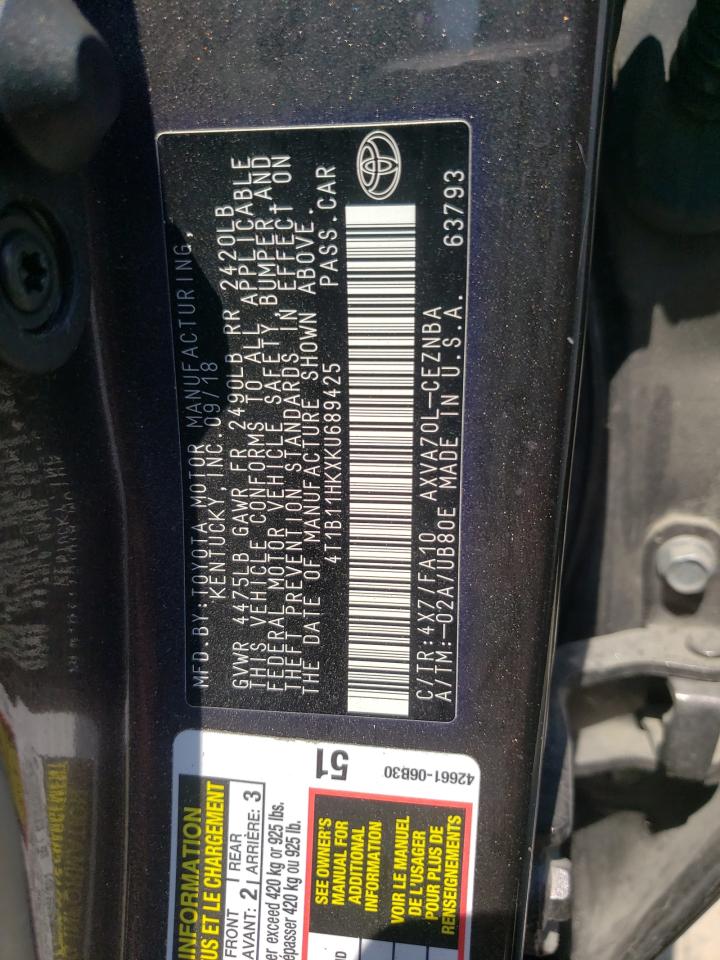 MFD.BY:TOYOTA MOTOR MANUFACTURING,
KENTUCKY INC. 09/18
GVWR 4475LB GAWR FR 2490LB RR 2420LB
THIS VEHICLE CONFORMS TO ALL APPLICABLE
FEDERAL MOTOR VEHICLE SAFETY, BUMPER, AND
THEFT PREVENTION STANDARDS IN EFFECT ON
THE DATE OF MANUFACTURE SHOWN ABOVE.
4T1B11HKXKU689425 PASS.CAR
C/TR:4X7/FA10 AXVA70L-CEZNBA
A/TM:-02A/UB80E MADE IN U.S.A. 63793
INFORMATION
US ET LE CHARGEMENT
FRONT
AVANT: 2
REAR
ARRIÈRE: 3
er exceed 420 kg or 925 lbs.
épasser 420 kg ou 925 lb.
51
SEE OWNER'S
MANUAL FOR
ADDITIONAL
INFORMATION
VOIR LE MANUEL
DE L'USAGER
POUR PLUS DE
RENSEIGNEMENTS
42661-06B30